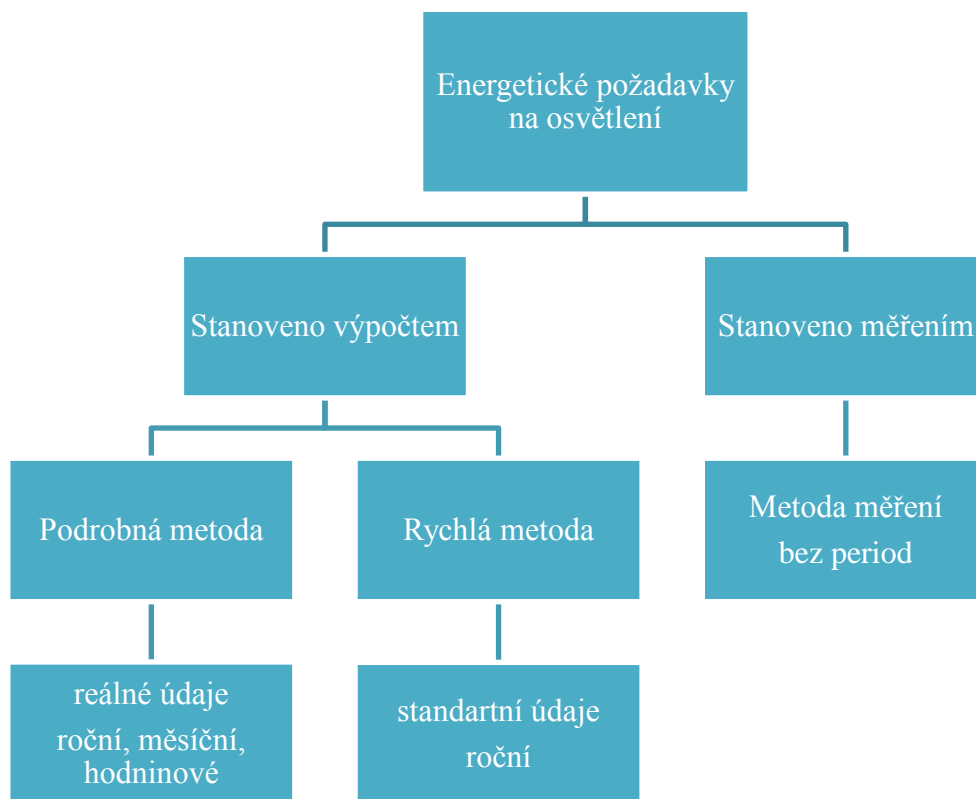 Energetické požadavky
na osvětlení
Stanoveno výpočtem
Stanoveno měřením
Podrobná metoda
Rychlá metoda
Metoda měření
bez period
reálné údaje
roční, měsíční,
hodninové
standartní údaje
roční